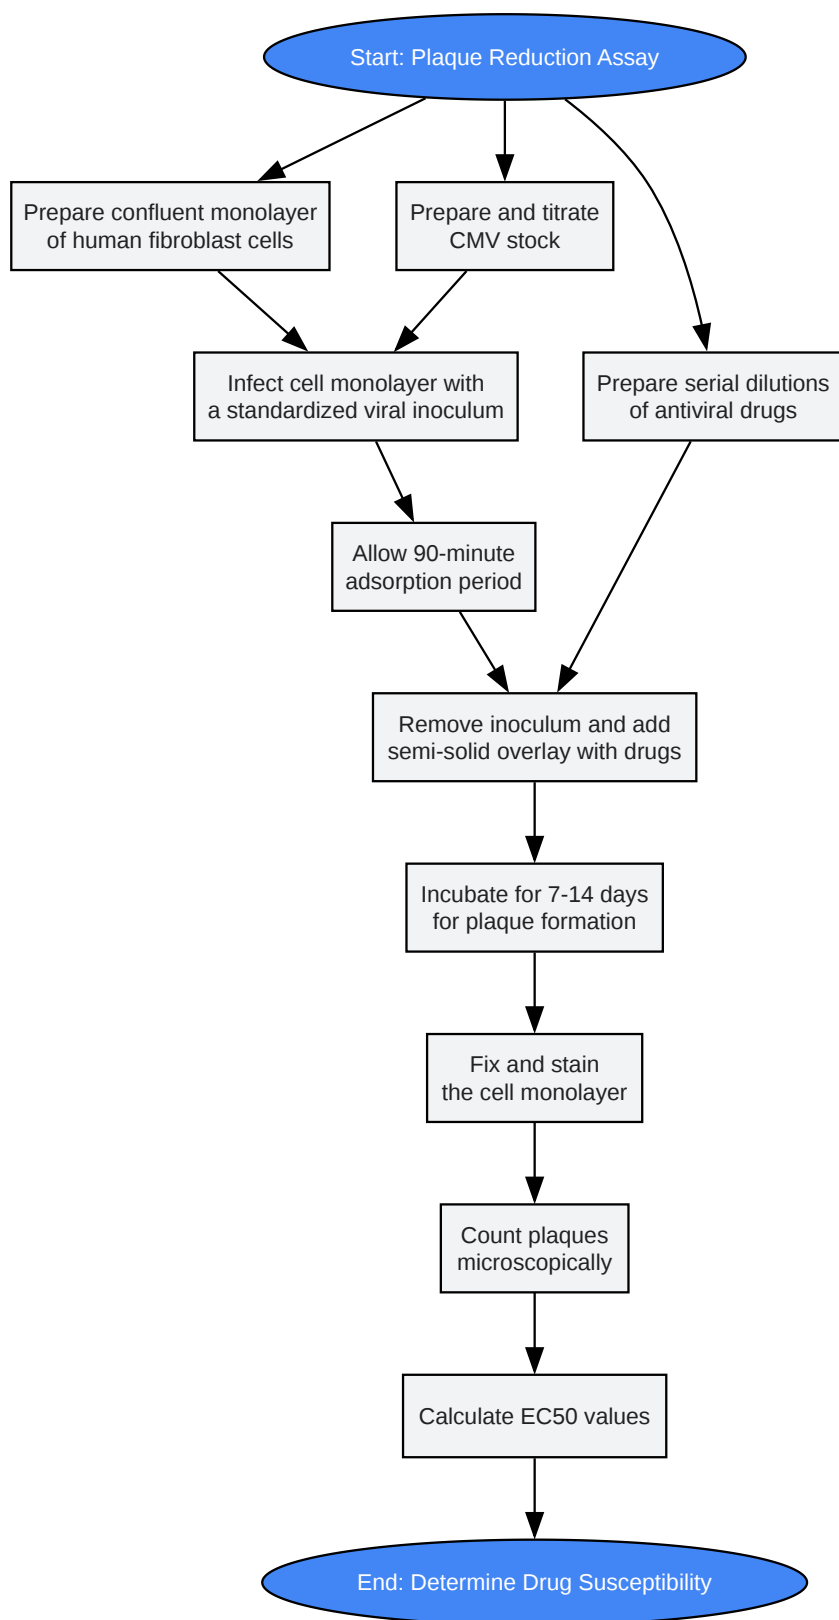 Start: Plaque Reduction Assay
Prepare confluent monolayer
of human fibroblast cells
Prepare and titrate
CMV stock
Infect cell monolayer with
a standardized viral inoculum
Prepare serial dilutions
of antiviral drugs
Allow 90-minute
adsorption period
Remove inoculum and add
semi-solid overlay with drugs
Incubate for 7-14 days
for plaque formation
Fix and stain
the cell monolayer
Count plaques
microscopically
Calculate EC50 values
End: Determine Drug Susceptibility